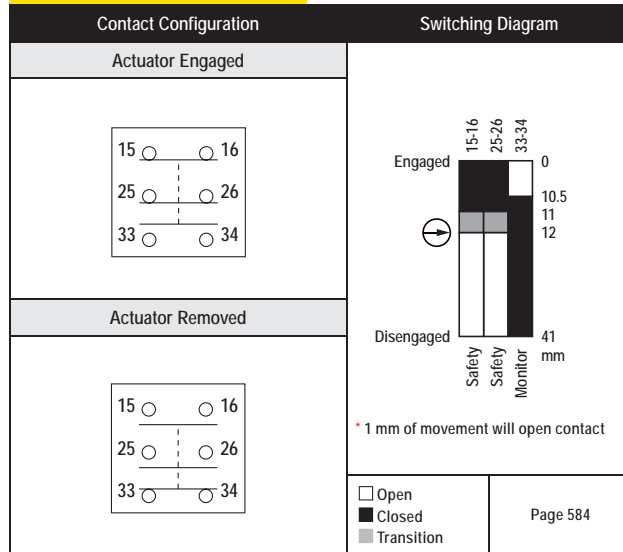 Contact Configuration
Switching Diagram
Actuator Engaged
15 16
25 26
33 34
Actuator Removed
15 16
25 26
33 34
15-16
25-26
33-34
Engaged
0
10.5
11
12
Disengaged
41
mm
Safety
Safety
Monitor
* 1 mm of movement will open contact
Open
Closed
Transition
Page 584